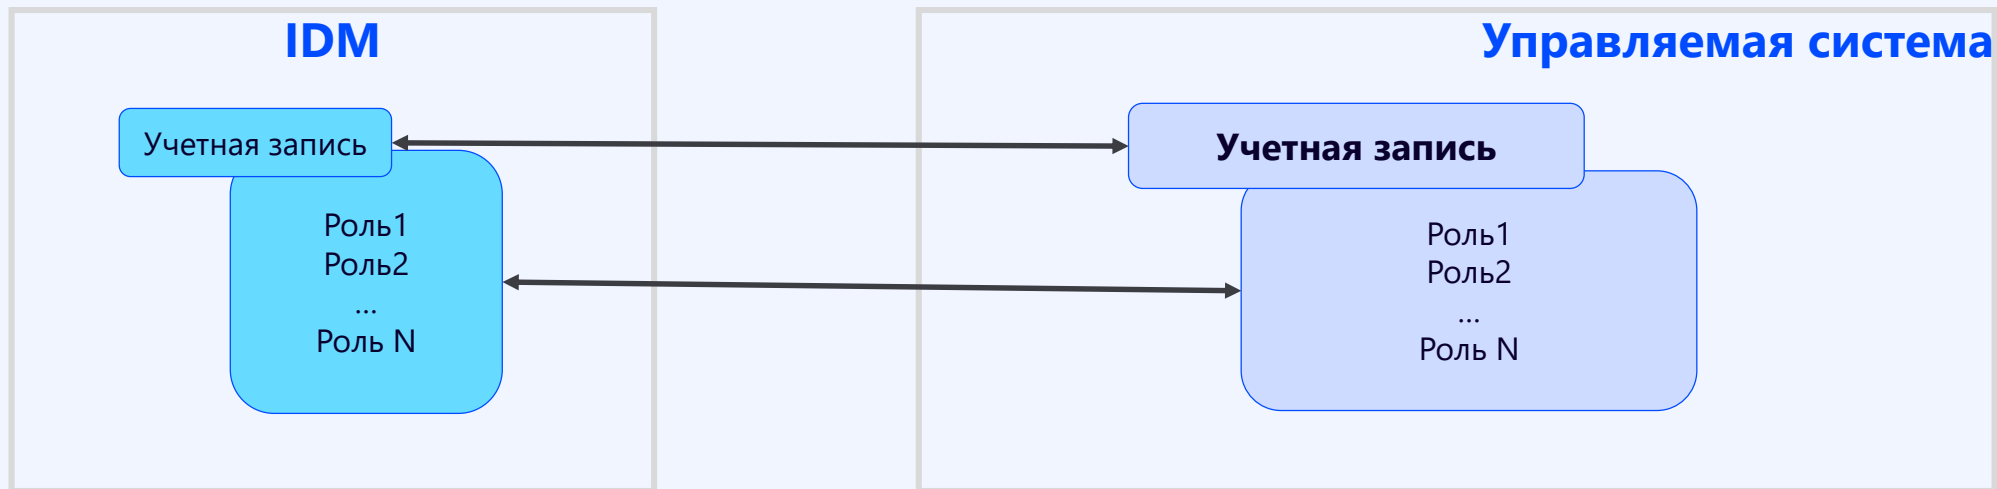 IDM
Учетная запись
Роль1
Роль2
...
Роль N
Управляемая система
Учетная запись
Роль1
Роль2
...
Роль N